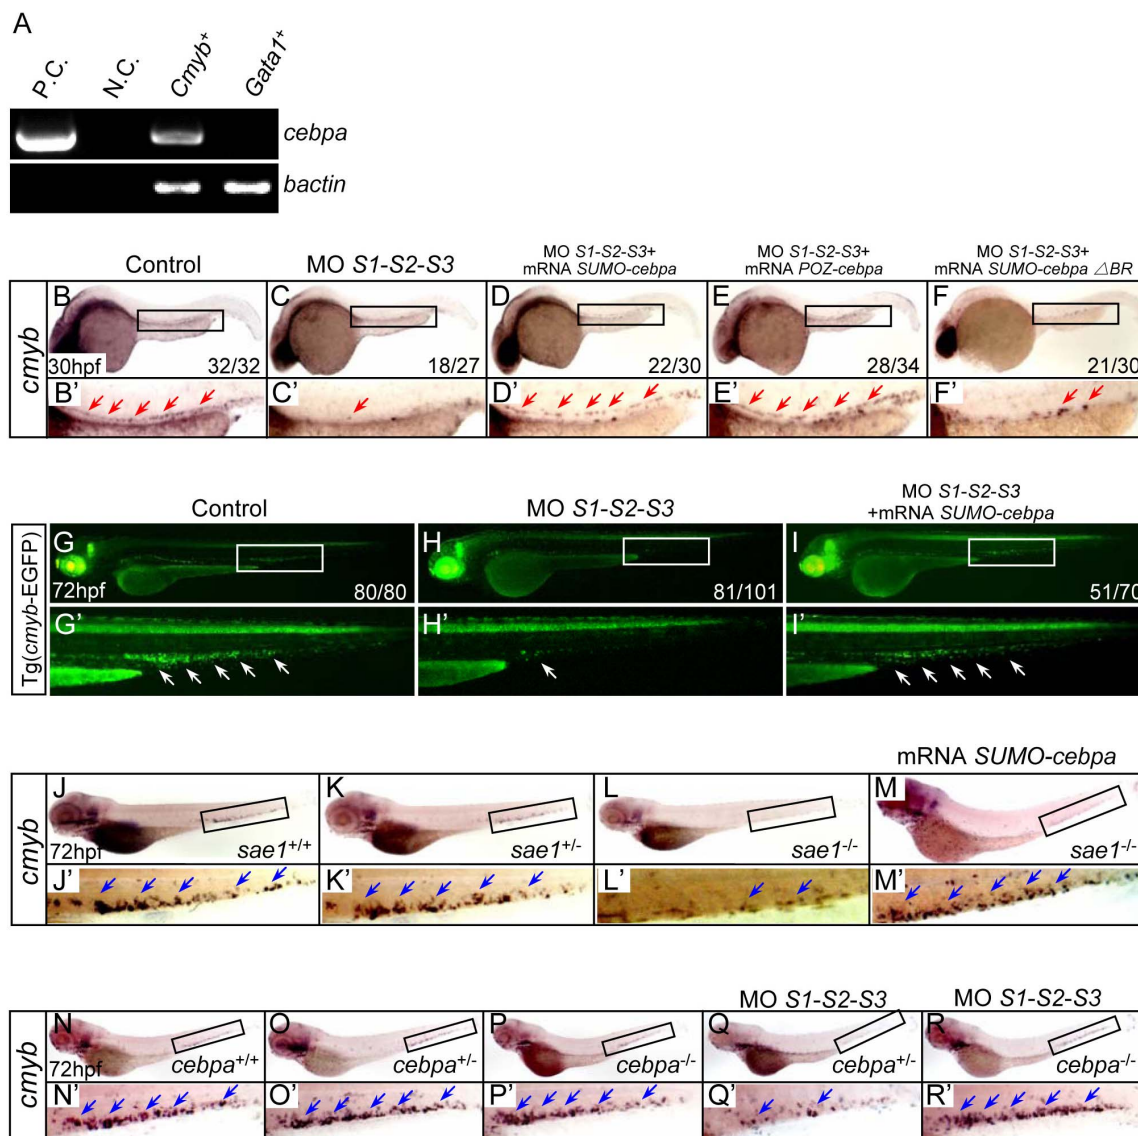 A
P.C.
N.C.
Cmyb+
Gata1+
cebpa
bactin
Control
MO S1-S2-S3
MO S1-S2-S3+
mRNA SUMO-cebpa
MO S1-S2-S3+
mRNA POZ-cebpa
MO S1-S2-S3+
mRNA SUMO-cebpa △BR
cmyb
B
30hpf
32/32
C
18/27
D
22/30
E
28/34
F
21/30
B'
C'
D'
E'
F'
Control
MO S1-S2-S3
MO S1-S2-S3
+mRNA SUMO-cebpa
Tg(cmyb-EGFP)
G
72hpf
80/80
H
81/101
I
51/70
G'
H'
I'
mRNA SUMO-cebpa
cmyb
J
72hpf
sae1+/+
K
sae1+/-
L
sae1-/-
M
sae1-/-
J'
K'
L'
M'
MO S1-S2-S3
MO S1-S2-S3
cmyb
N
72hpf
cebpa+/+
O
cebpa+/-
P
cebpa-/-
Q
cebpa+/-
R
cebpa-/-
N'
O'
P'
Q'
R'